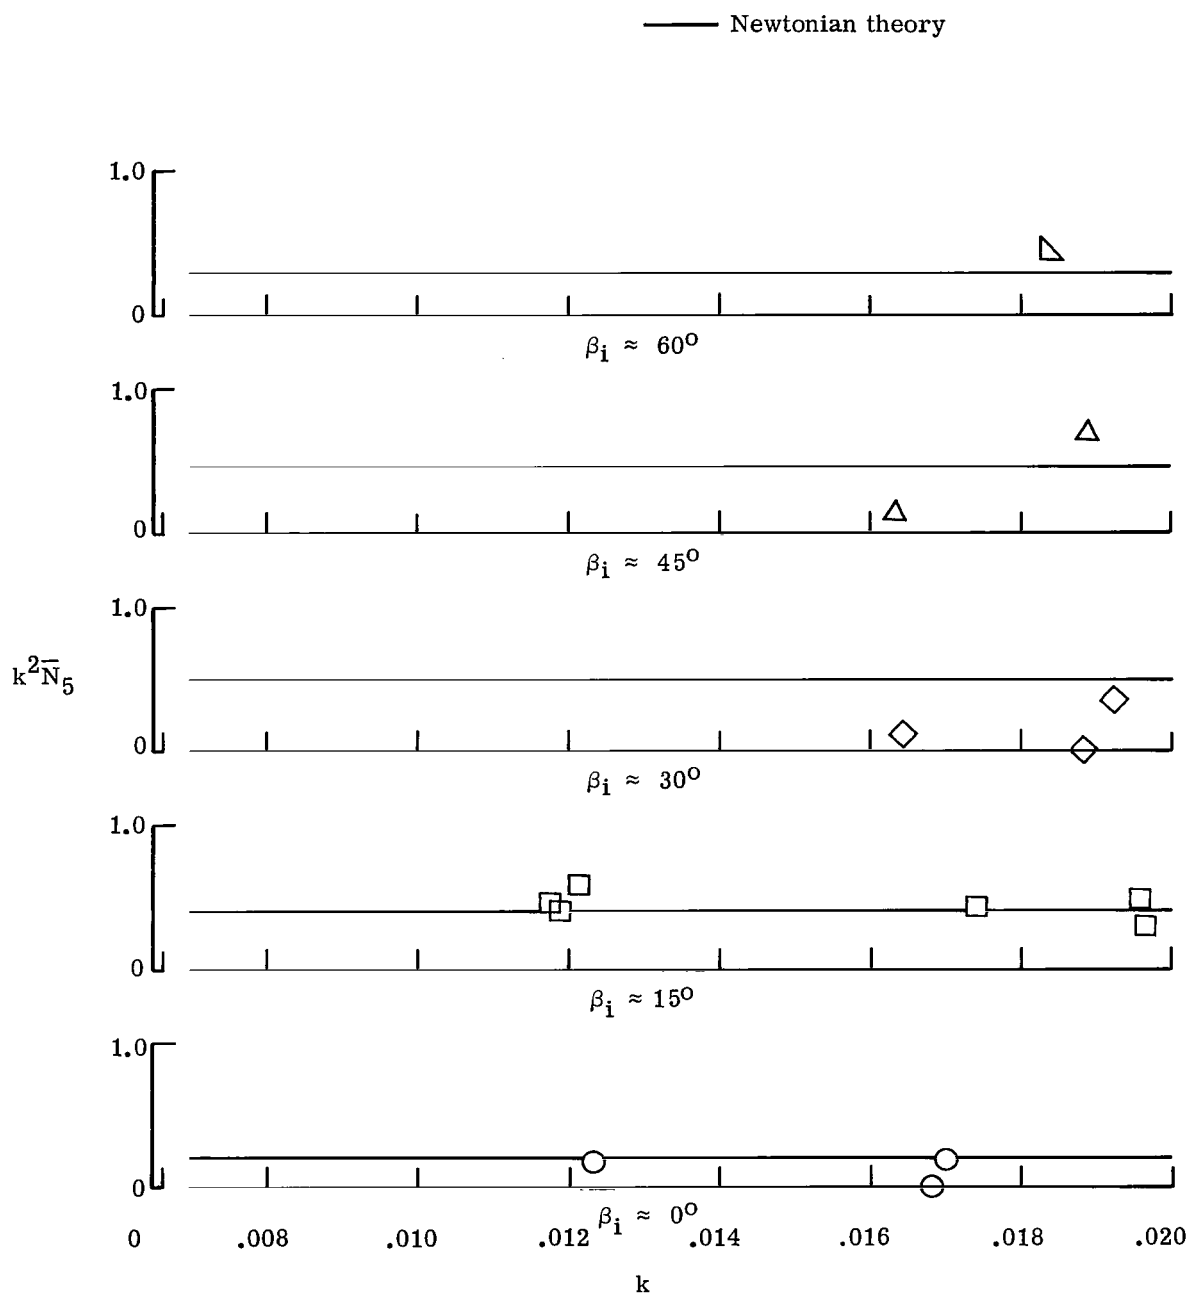 Newtonian theory
1.0
0
βi ≈ 60°
1.0
0
βi ≈ 45°
1.0
k²N̅5
0
βi ≈ 30°
1.0
0
βi ≈ 15°
1.0
0
βi ≈ 0°
0 .008 .010 .012 .014 .016 .018 .020
k